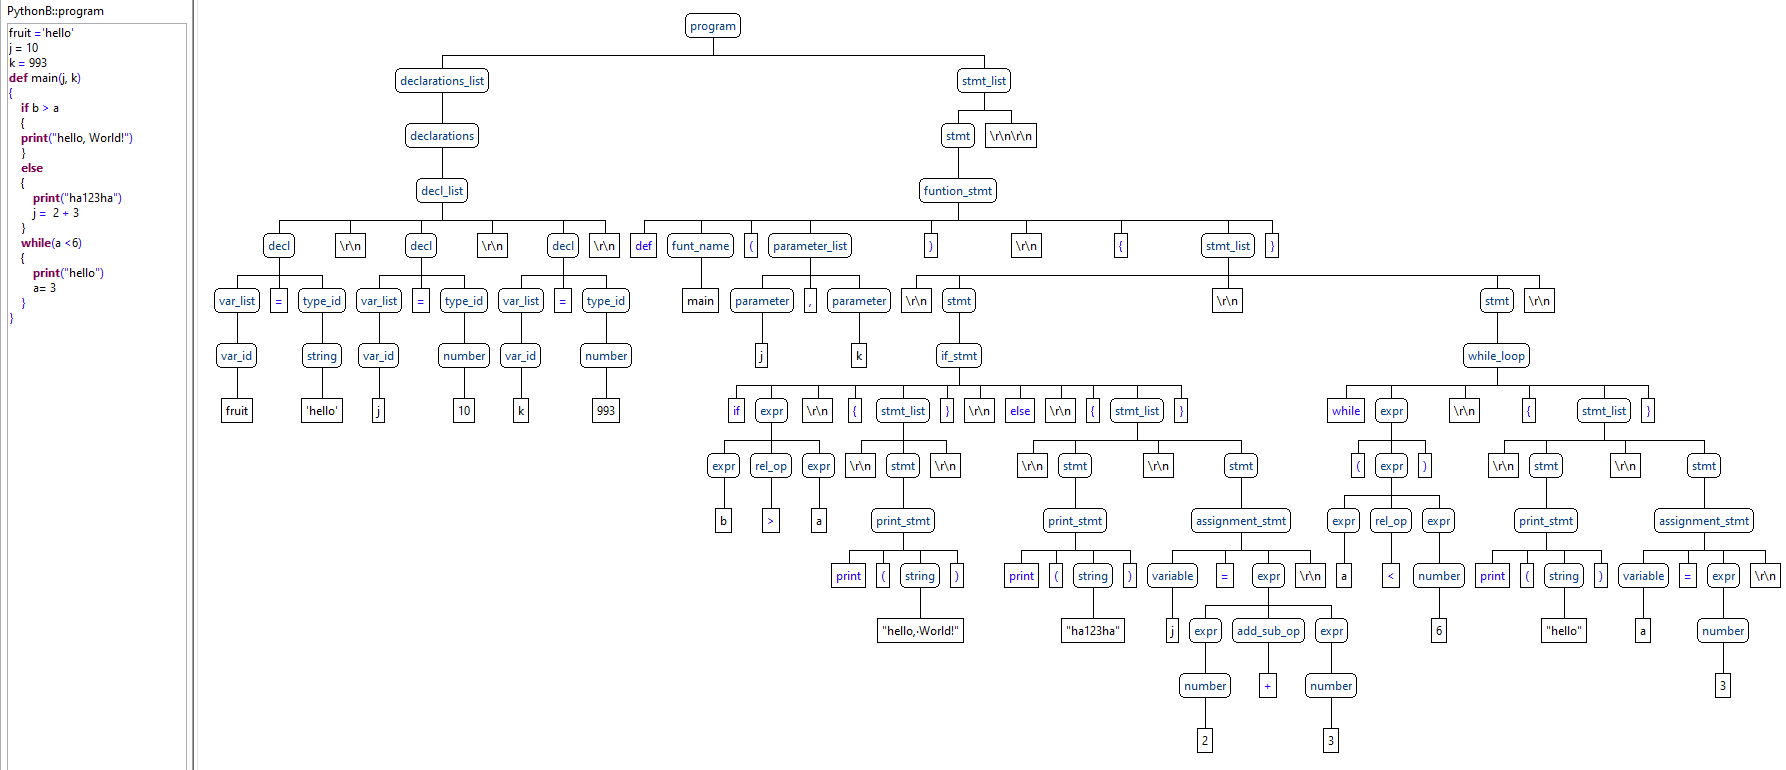 PythonB::program
fruit ='hello'
j = 10
k = 993
def main(j, k)
{
if b > a
{
print("hello, World!")
}
else
{
print("ha123ha")
j =  2 + 3
}
while(a <6)
{
print("hello")
a= 3
}
}
program
declarations_list stmt_list
declarations stmt \r\n\r\n
decl_list funtion_stmt
decl \r\n decl \r\n decl \r\n def funt_name ( parameter_list ) \r\n { stmt_list }
var_list = type_id var_list = type_id var_list = type_id main parameter , parameter \r\n stmt \r\n stmt \r\n
var_id string var_id number var_id number j k if_stmt while_loop
fruit 'hello' j 10 k 993 if expr \r\n { stmt_list } \r\n else \r\n { stmt_list } while expr \r\n { stmt_list }
expr rel_op expr \r\n stmt \r\n \r\n stmt \r\n stmt ( expr ) \r\n stmt \r\n stmt
b > a print_stmt print_stmt assignment_stmt expr rel_op expr print_stmt assignment_stmt
print ( string ) print ( string ) variable = expr \r\n a < number print ( string ) variable = expr \r\n
"hello,·World!" "ha123ha" j expr add_sub_op expr 6 "hello" a number
number + number 3
2 3